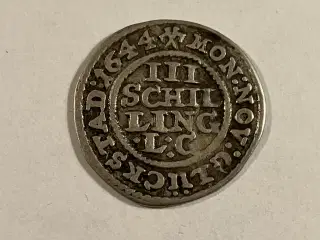 MON:NOV:GLÜCKSTAD:1644
III
SCHIL
LING
·L·C·